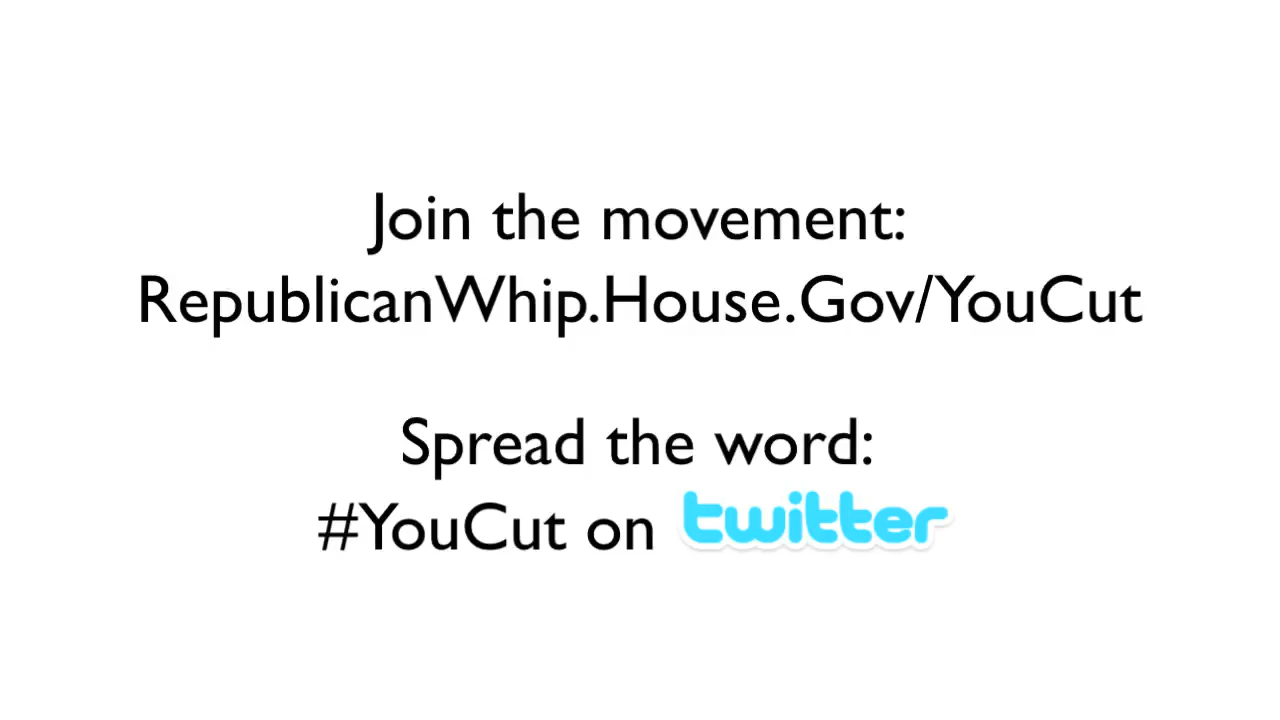 Join the movement:
RepublicanWhip.House.Gov/YouCut
Spread the word:
#YouCut on twitter